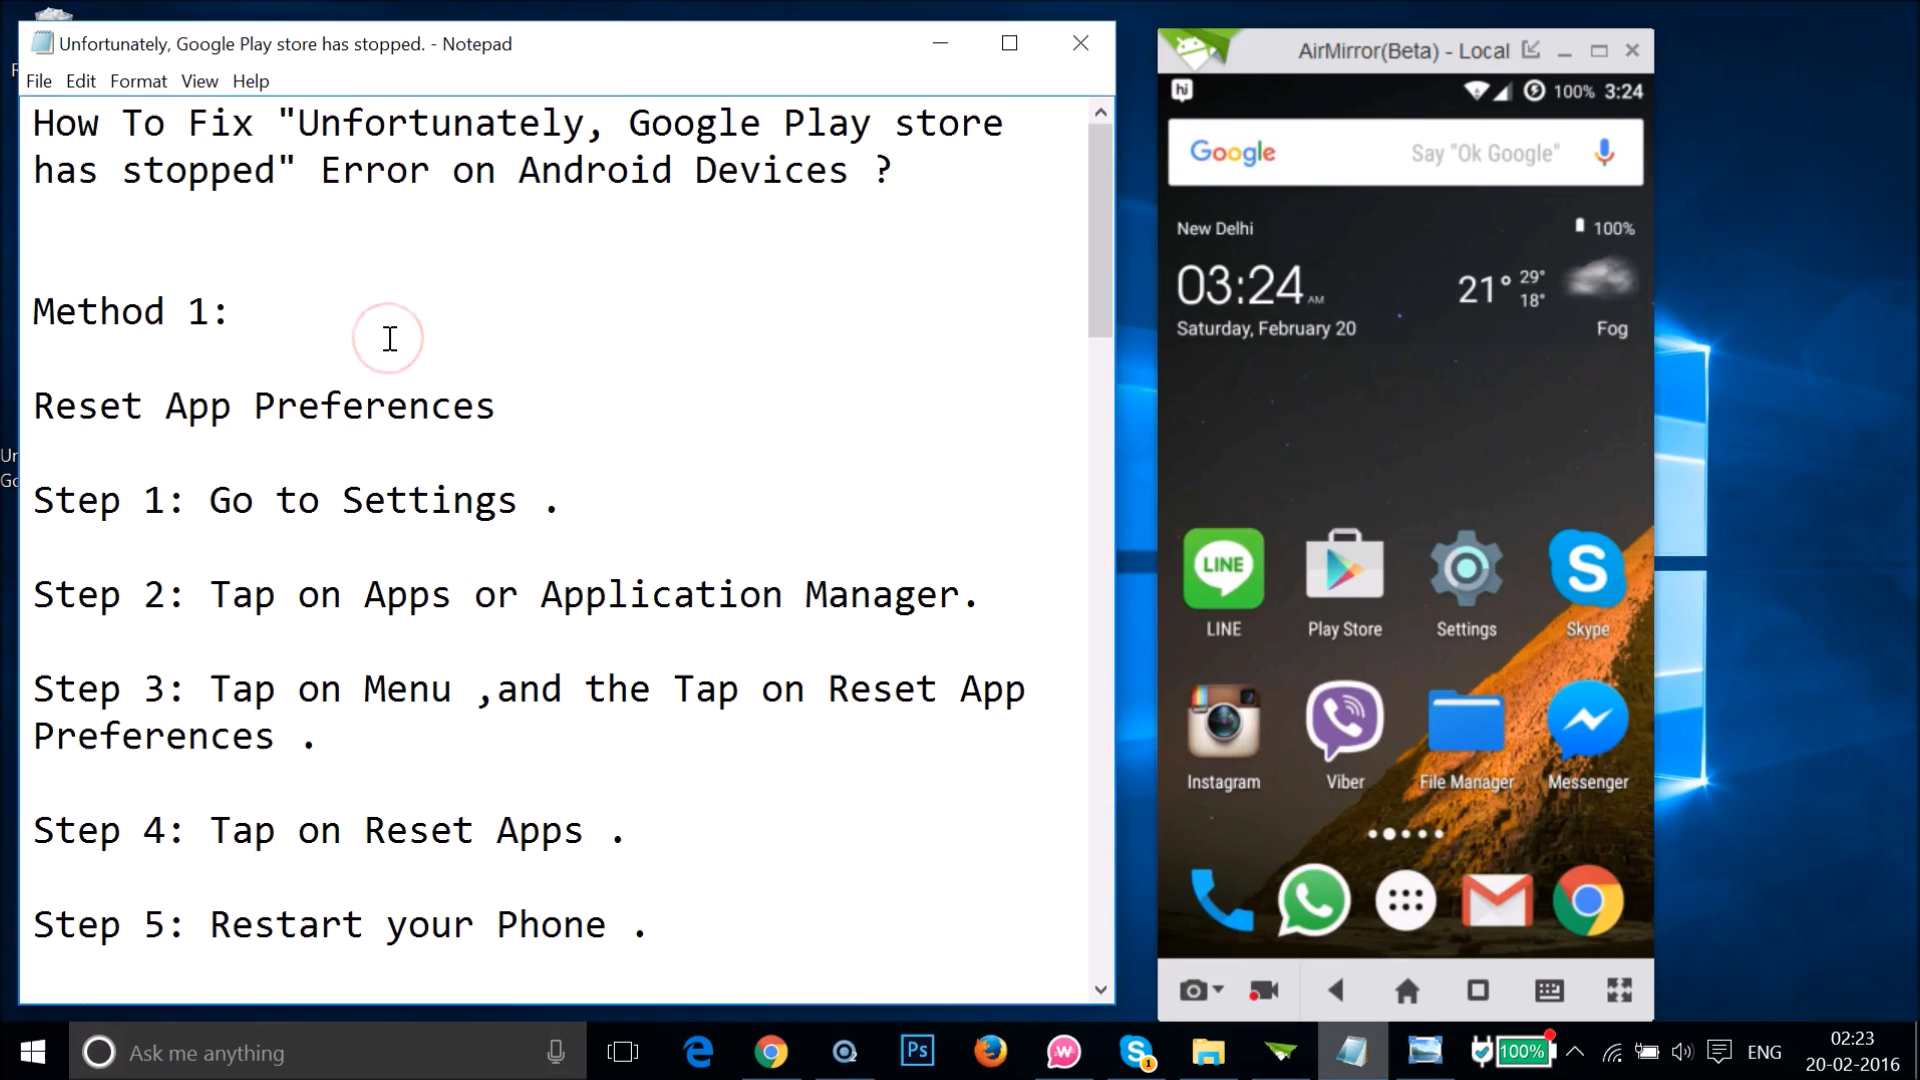 Unfortunately, Google Play store has stopped. - Notepad
File Edit Format View Help
How To Fix "Unfortunately, Google Play store
has stopped" Error on Android Devices ?
Method 1:
Reset App Preferences
Step 1: Go to Settings .
Step 2: Tap on Apps or Application Manager.
Step 3: Tap on Menu ,and the Tap on Reset App
Preferences .
Step 4: Tap on Reset Apps .
Step 5: Restart your Phone .
AirMirror(Beta) - Local
hi 100% 3:24
Google Say "Ok Google"
New Delhi 100%
03:24 AM 21° 29°
18°
Saturday, February 20 Fog
LINE
LINE Play Store Settings Skype
Instagram Viber File Manager Messenger
Ask me anything
Ps
100%
ENG
02:23
20-02-2016